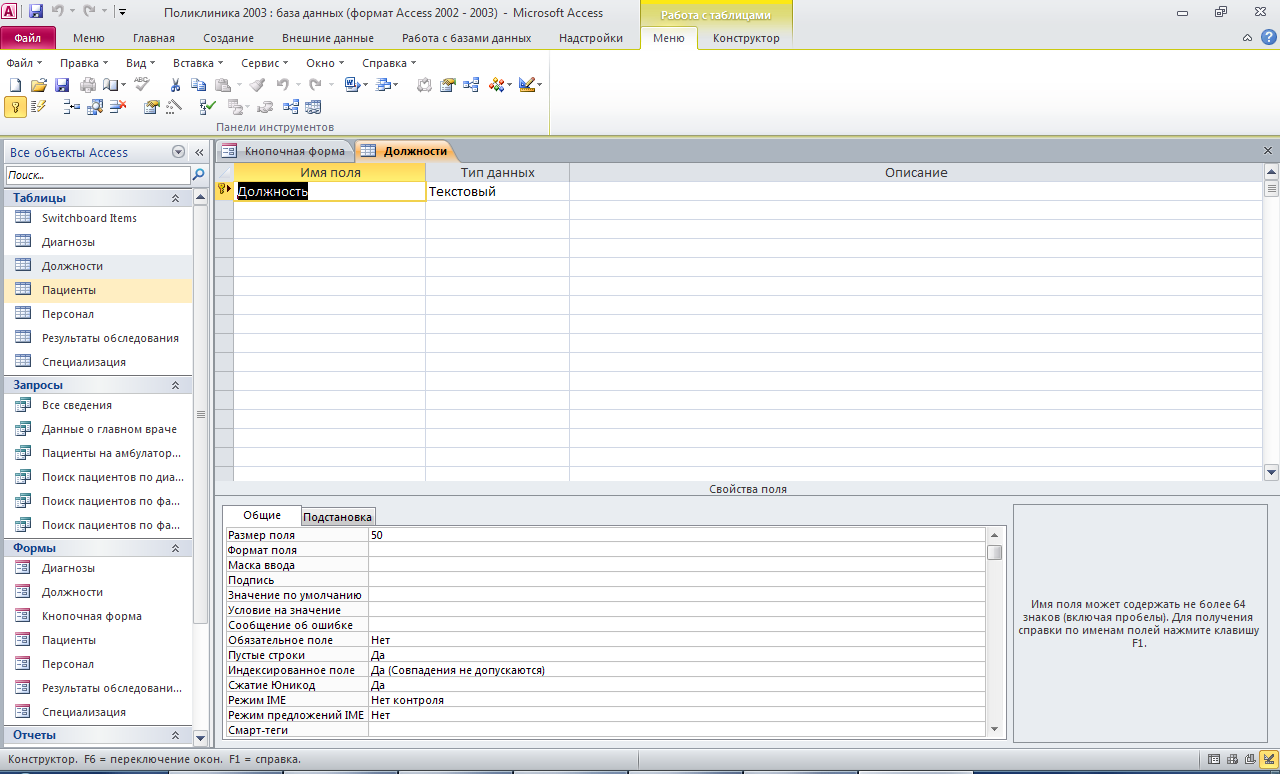 Поликлиника 2003 : база данных (формат Access 2002 - 2003) - Microsoft Access
Работа с таблицами
Файл Меню Главная Создание Внешние данные Работа с базами данных Надстройки Меню Конструктор
Файл Правка Вид Вставка Сервис Окно Справка
Панели инструментов
Все объекты Access
Поиск...
Таблицы
Switchboard Items
Диагнозы
Должности
Пациенты
Персонал
Результаты обследования
Специализация
Запросы
Все сведения
Данные о главном враче
Пациенты на амбулатор...
Поиск пациентов по диа...
Поиск пациентов по фа...
Поиск пациентов по фа...
Формы
Диагнозы
Должности
Кнопочная форма
Пациенты
Персонал
Результаты обследовани...
Специализация
Отчеты
Кнопочная форма Должности
Имя поля Тип данных Описание
Должность Текстовый
Свойства поля
Общие Подстановка
Размер поля 50
Формат поля
Маска ввода
Подпись
Значение по умолчанию
Условие на значение
Сообщение об ошибке
Обязательное поле Нет
Пустые строки Да
Индексированное поле Да (Совпадения не допускаются)
Сжатие Юникод Да
Режим IME Нет контроля
Режим предложений IME Нет
Смарт-теги
Имя поля может содержать не более 64
знаков (включая пробелы). Для получения
справки по именам полей нажмите клавишу
F1.
Конструктор. F6 = переключение окон. F1 = справка.